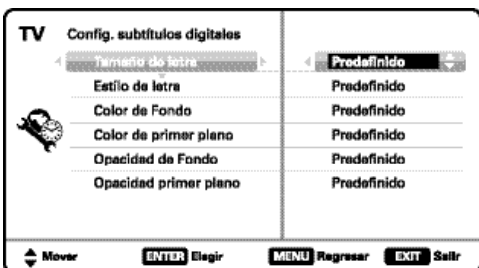 TV Config. subtítulos digitales
Tamaño de letra Predefinido
Estilo de letra Predefinido
Color de Fondo Predefinido
Color de primer plano Predefinido
Opacidad de Fondo Predefinido
Opacidad primer plano Predefinido
Mover ENTER Elegir MENU Regresar EXIT Salir